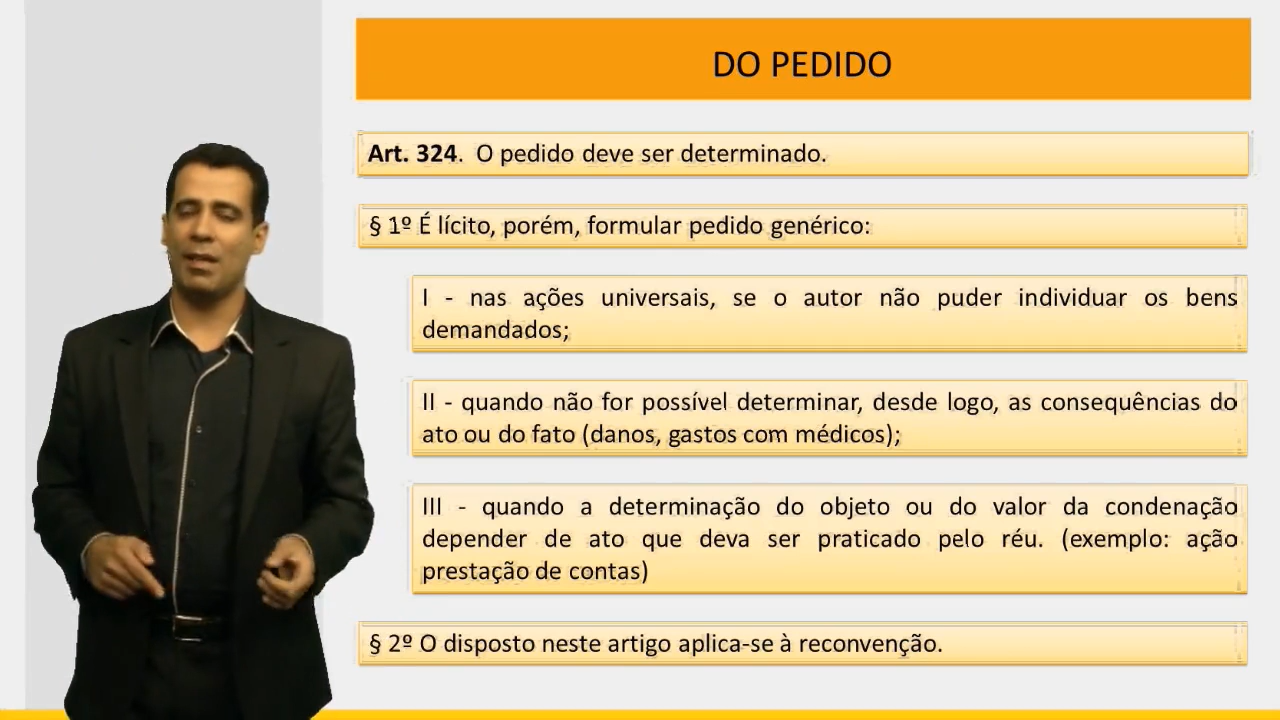 DO PEDIDO
Art. 324.  O pedido deve ser determinado.
§ 1º É lícito, porém, formular pedido genérico:
I - nas ações universais, se o autor não puder individuar os bens
demandados;
II - quando não for possível determinar, desde logo, as consequências do
ato ou do fato (danos, gastos com médicos);
III - quando a determinação do objeto ou do valor da condenação
depender de ato que deva ser praticado pelo réu. (exemplo: ação
prestação de contas)
§ 2º O disposto neste artigo aplica-se à reconvenção.